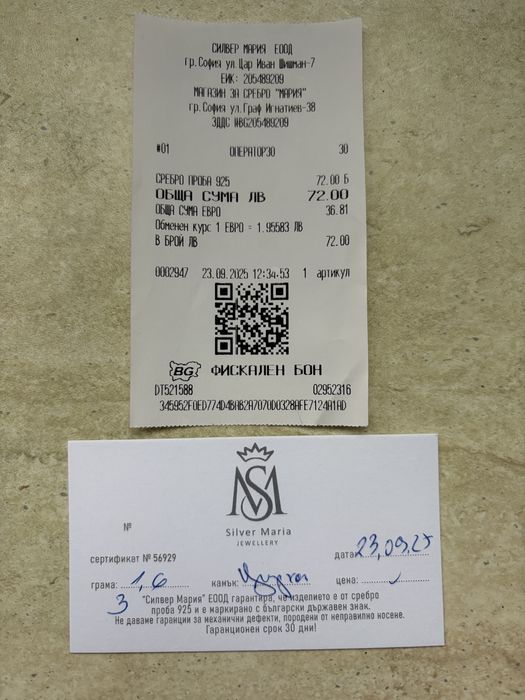 СИЛВЕР МАРИЯ ЕООД
гр.София ул.Цар Иван Шишман-7
ЕИК: 205489209
МАГАЗИН ЗА СРЕБРО "МАРИЯ"
гр.София ул.Граф Игнатиев-38
ЗДДС №BG205489209
#01 ОПЕРАТОР30 30
СРЕБРО ПРОБА 925 72.00 Б
ОБЩА СУМА ЛВ 72.00
ОБЩА СУМА ЕВРО 36.81
Обменен курс 1 ЕВРО = 1.95583 ЛВ
В БРОЙ ЛВ 72.00
0002947 23.09.2025 12:34:53 1 артикул
BG ФИСКАЛЕН БОН
DT521588 02952316
MS
Silver Maria
JEWELLERY
№
сертификат № 56929 дата: 23,09,25
грама: 1,6 камък: цена:
3 "Силвер Мария" ЕООД гарантира, че изделието е от сребро
проба 925 и е маркирано с български държавен знак.
Не даваме гаранции за механични дефекти, породени от неправилно носене.
Гаранционен срок 30 дни!